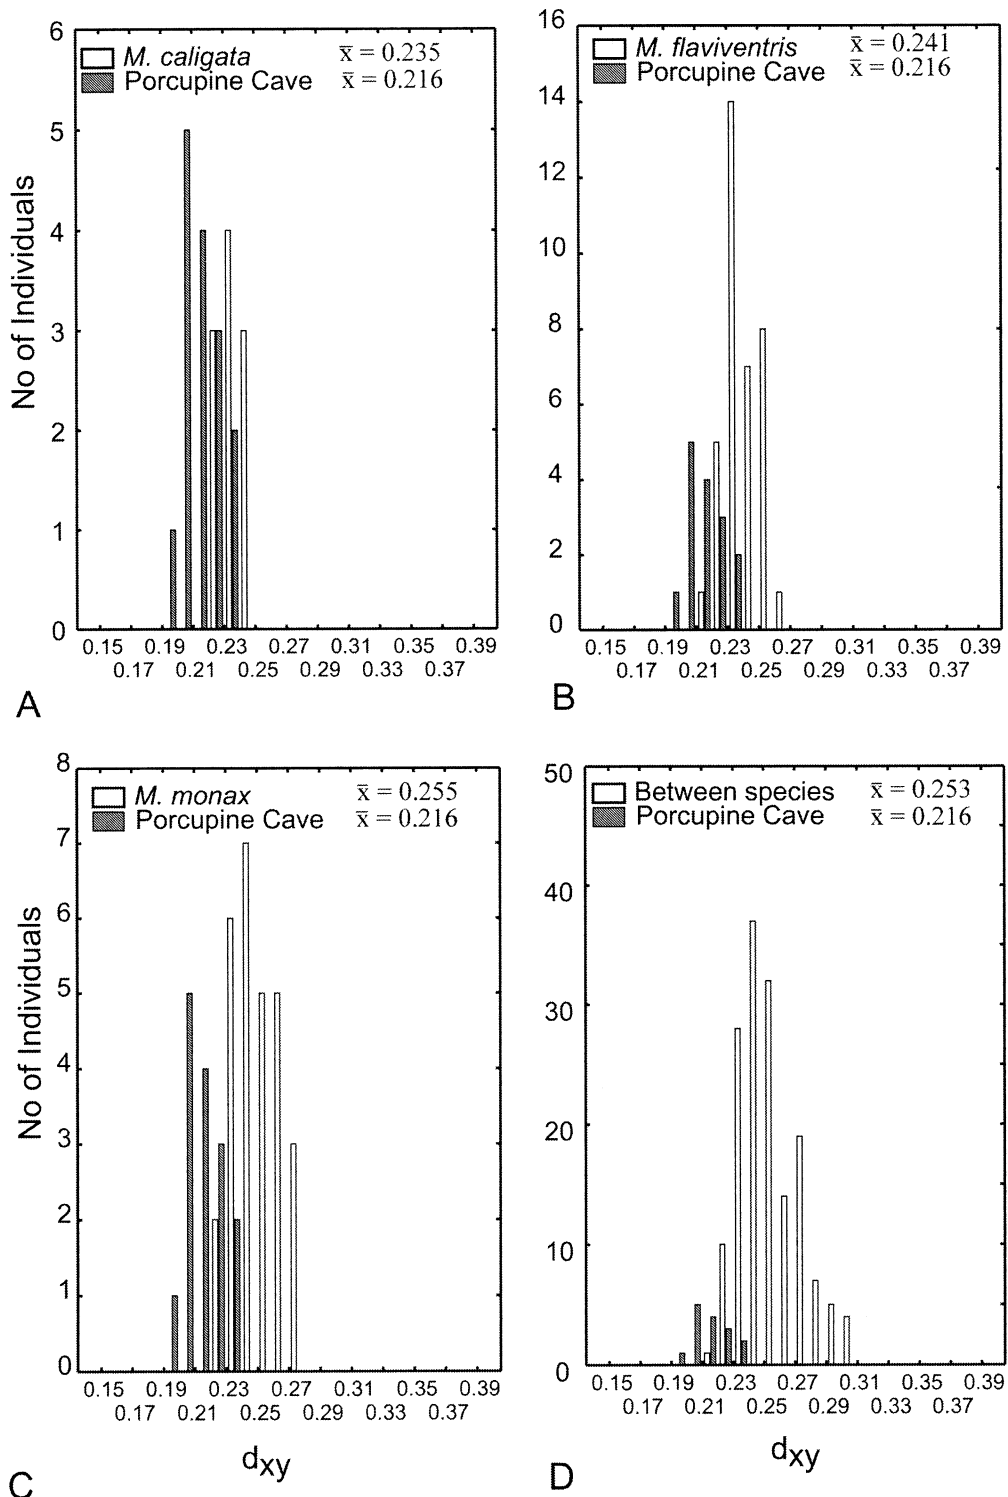 6
5
4
3
2
1
0
No of Individuals
M. caligata x̄ = 0.235
Porcupine Cave x̄ = 0.216
0.15 0.19 0.23 0.27 0.31 0.35 0.39
0.17 0.21 0.25 0.29 0.33 0.37
A
16
14
12
10
8
6
4
2
0
M. flaviventris x̄ = 0.241
Porcupine Cave x̄ = 0.216
0.15 0.19 0.23 0.27 0.31 0.35 0.39
0.17 0.21 0.25 0.29 0.33 0.37
B
8
7
6
5
4
3
2
1
0
No of Individuals
M. monax x̄ = 0.255
Porcupine Cave x̄ = 0.216
0.15 0.19 0.23 0.27 0.31 0.35 0.39
0.17 0.21 0.25 0.29 0.33 0.37
dxy
C
50
40
30
20
10
0
Between species x̄ = 0.253
Porcupine Cave x̄ = 0.216
0.15 0.19 0.23 0.27 0.31 0.35 0.39
0.17 0.21 0.25 0.29 0.33 0.37
dxy
D